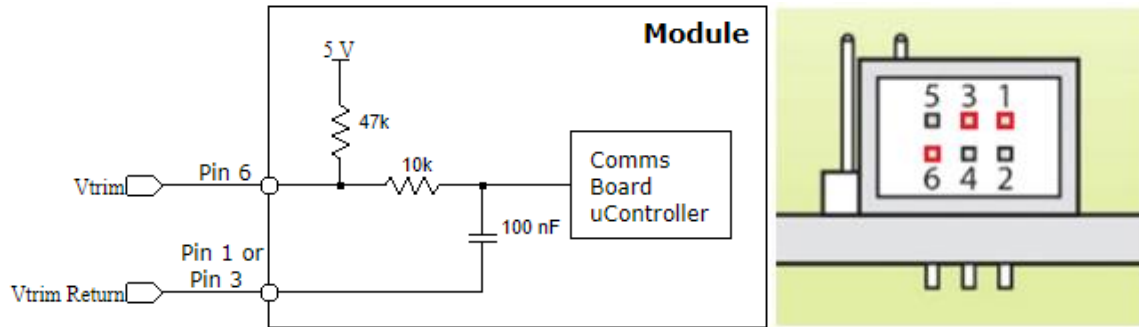 Module
5 V
47k
10k
Pin 6
Vtrim
Comms
Board
uController
100 nF
Pin 1 or
Pin 3
Vtrim Return
5 3 1
6 4 2